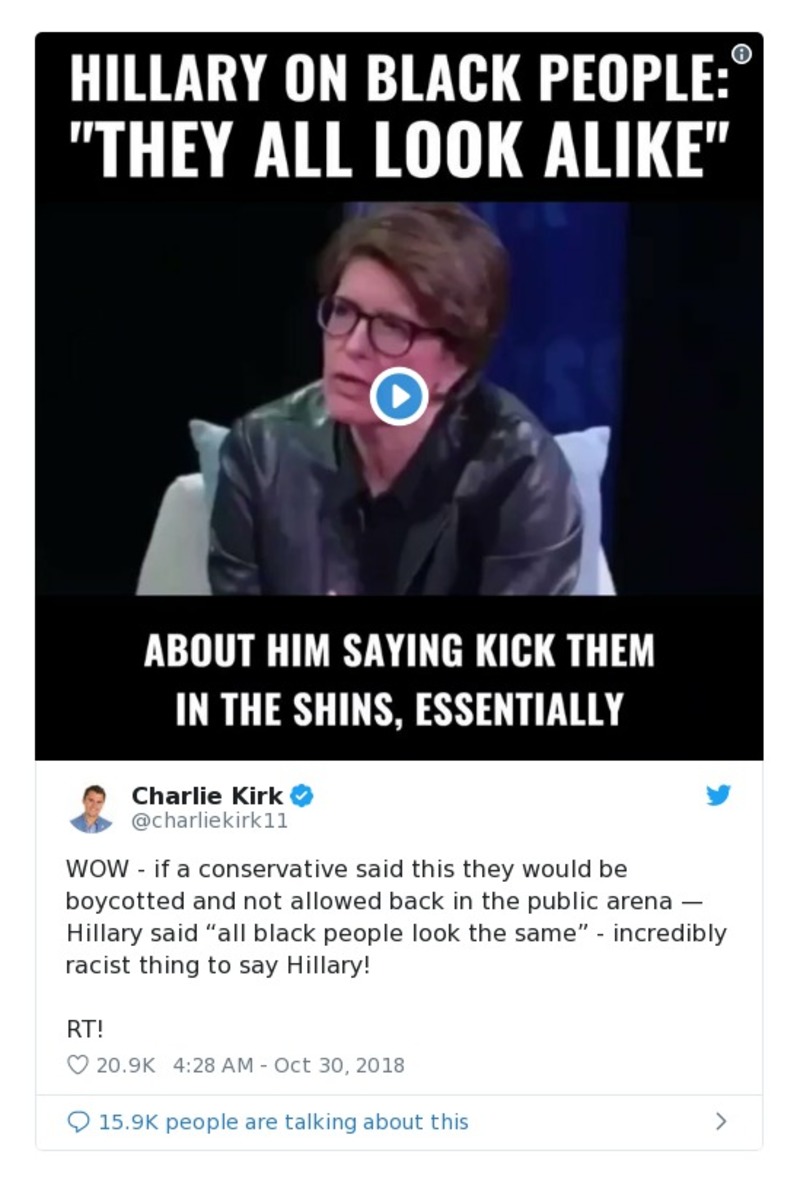 HILLARY ON BLACK PEOPLE:
"THEY ALL LOOK ALIKE"
ABOUT HIM SAYING KICK THEM
IN THE SHINS, ESSENTIALLY
Charlie Kirk
@charliekirk11
WOW - if a conservative said this they would be
boycotted and not allowed back in the public arena —
Hillary said “all black people look the same” - incredibly
racist thing to say Hillary!
RT!
20.9K 4:28 AM - Oct 30, 2018
15.9K people are talking about this